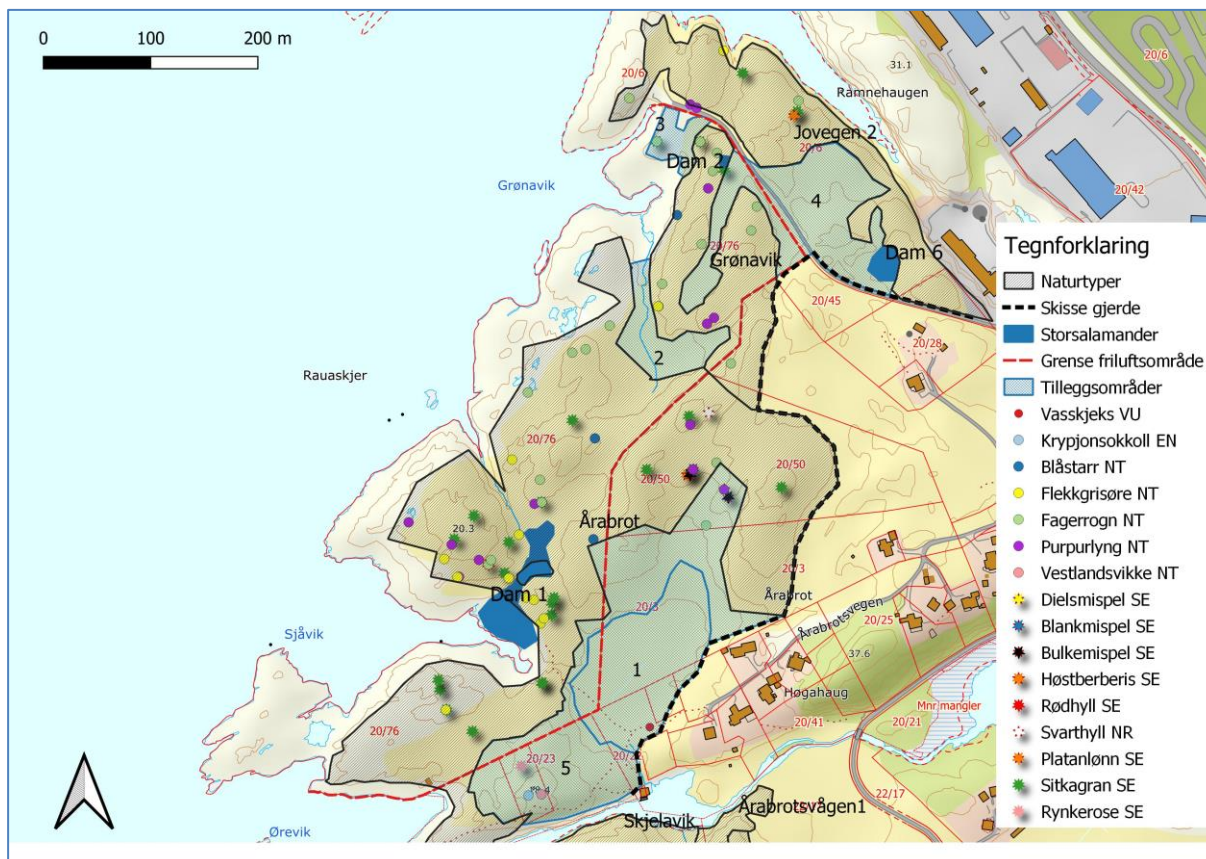 0 100 200 m
20/6
31.1
Ramnehaugen
20/6
3
Jovegen 2
20/6
Dam 2
Grønavik
4
20/42
20/76
Grønavik
Dam 6
20/45
2
20/28
Rauaskjer
20/76
20/50
20/50
20.3
Årabrot
Dam 1
20/3
Årabrot
20/3
Årabrotsvegen
20/25
Sjåvik
1
37.6
Høgahaug
Mnr mangler
20/76
20/41
20/21
20/23
5
22/17
Årabrotsvågen1
Skjelavik
Ørevik
Tegnforklaring
Naturtyper
Skisse gjerde
Storsalamander
Grense friluftsområde
Tilleggsområder
Vasskjeks VU
Krypjonsokkoll EN
Blåstarr NT
Flekkgrisøre NT
Fagerrogn NT
Purpurlyng NT
Vestlandsvikke NT
Dielsmispel SE
Blankmispel SE
Bulkemispel SE
Høstberberis SE
Rødhyll SE
Svarthyll NR
Platanlønn SE
Sitkagran SE
Rynkerose SE